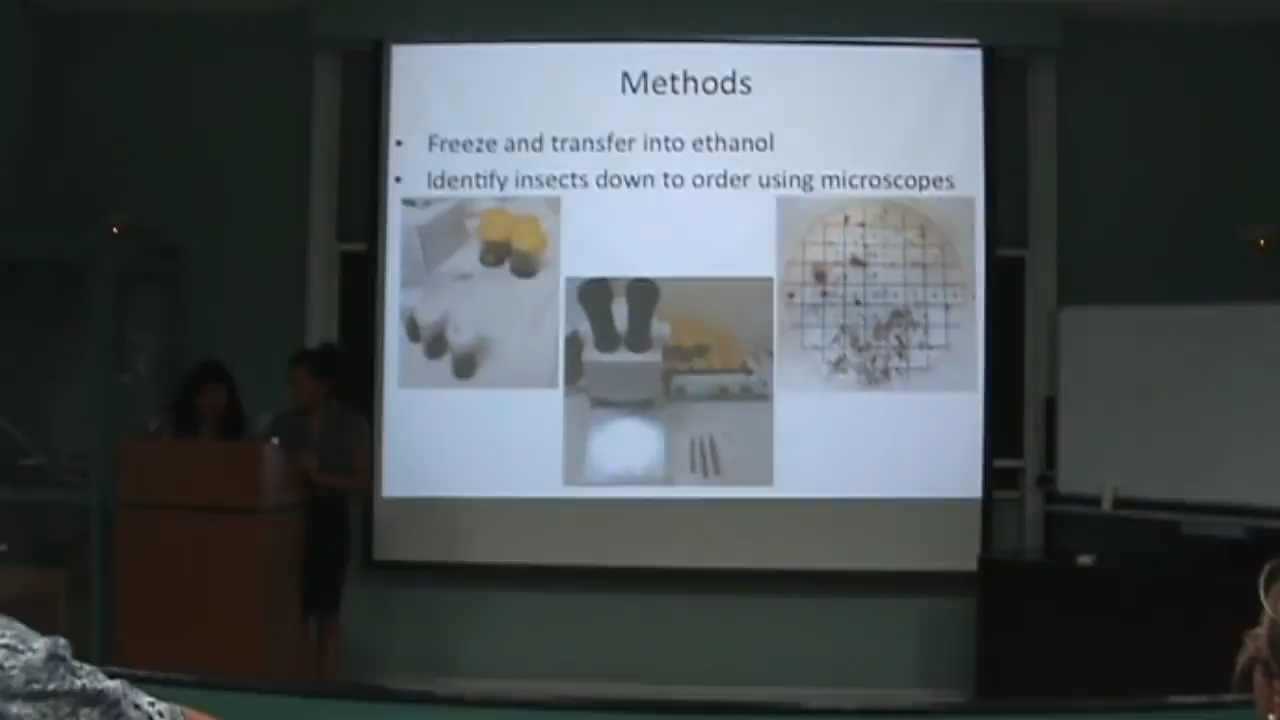 Methods
• Freeze and transfer into ethanol
• Identify insects down to order using microscopes